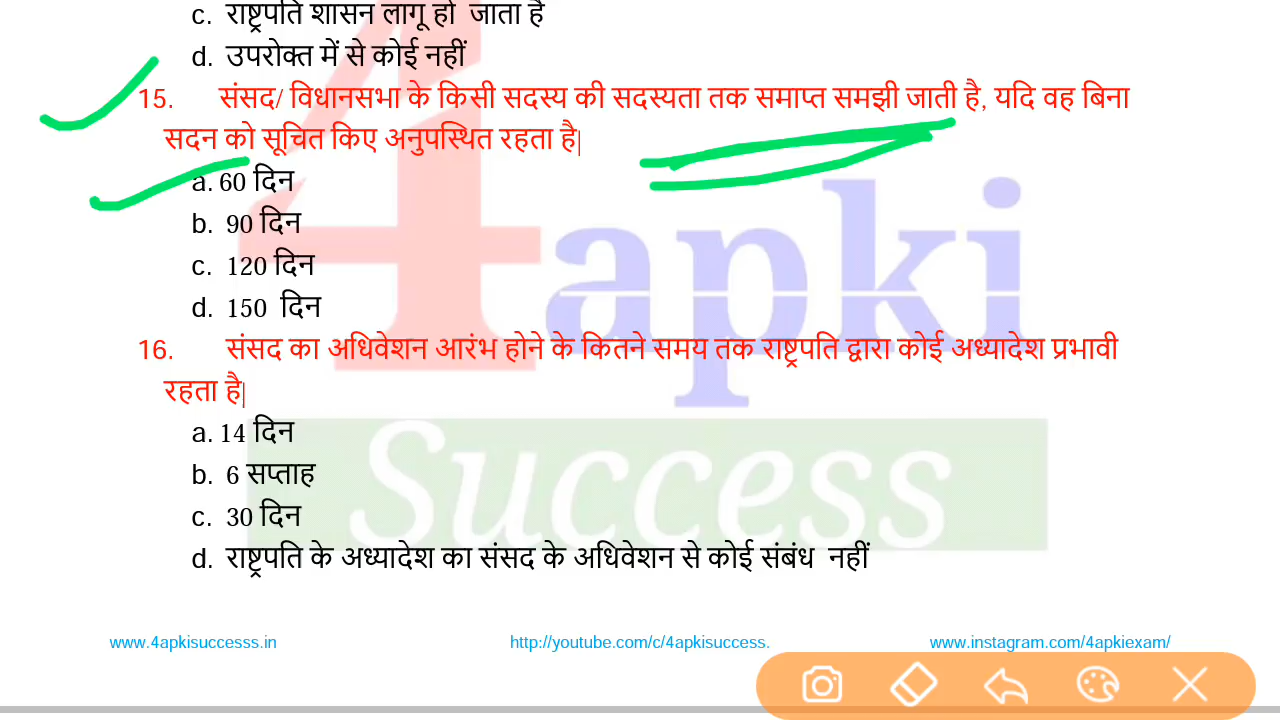 c. राष्ट्रपति शासन लागू हो जाता है
d. उपरोक्त में से कोई नहीं
15. संसद/ विधानसभा के किसी सदस्य की सदस्यता तक समाप्त समझी जाती है, यदि वह बिना
सदन को सूचित किए अनुपस्थित रहता है|
a. 60 दिन
b. 90 दिन
c. 120 दिन
d. 150 दिन
16. संसद का अधिवेशन आरंभ होने के कितने समय तक राष्ट्रपति द्वारा कोई अध्यादेश प्रभावी
रहता है|
a. 14 दिन
b. 6 सप्ताह
c. 30 दिन
d. राष्ट्रपति के अध्यादेश का संसद के अधिवेशन से कोई संबंध नहीं
4apki
Success
www.4apkisuccesss.in http://youtube.com/c/4apkisuccess. www.instagram.com/4apkiexam/